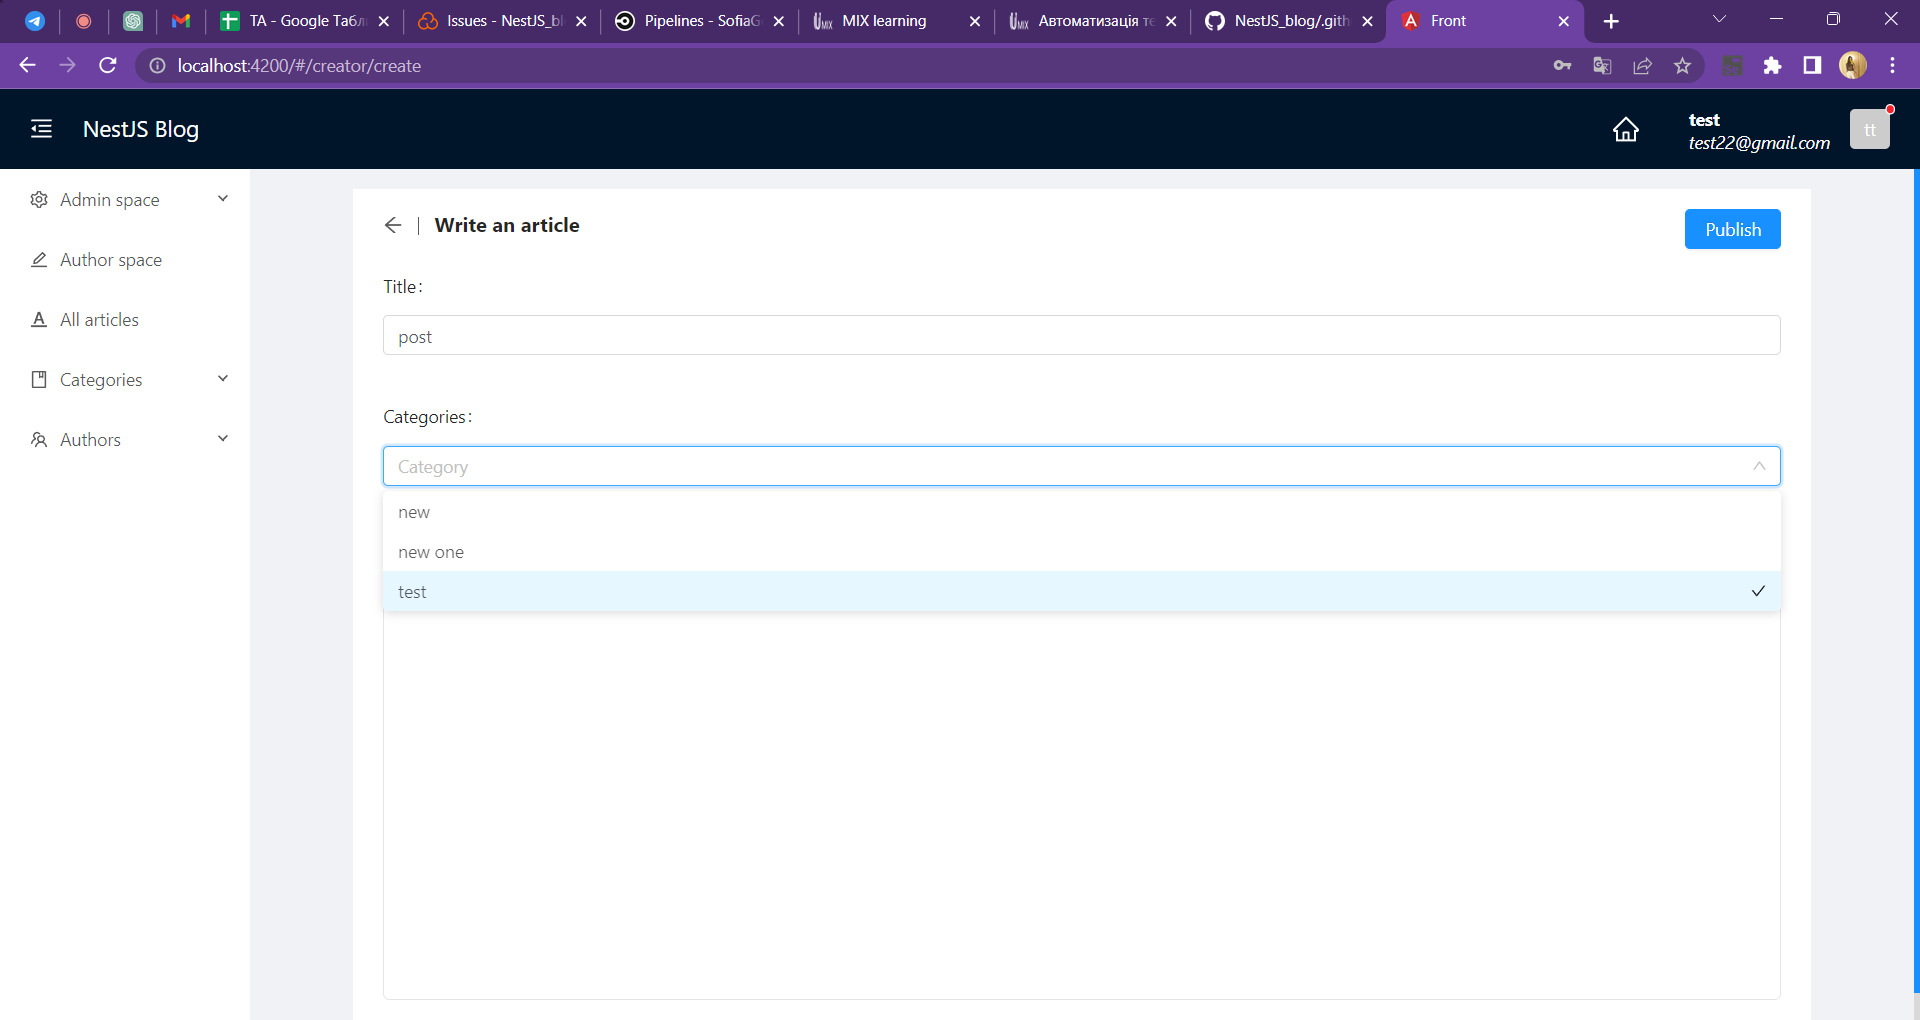 TA - Google Табл
Issues - NestJS_bl
Pipelines - SofiaG
MIX learning
Автоматизація те
NestJS_blog/.gith
Front
localhost:4200/#/creator/create
NestJS Blog
test
test22@gmail.com
tt
Admin space
Author space
All articles
Categories
Authors
Write an article
Publish
Title:
post
Categories:
Category
new
new one
test